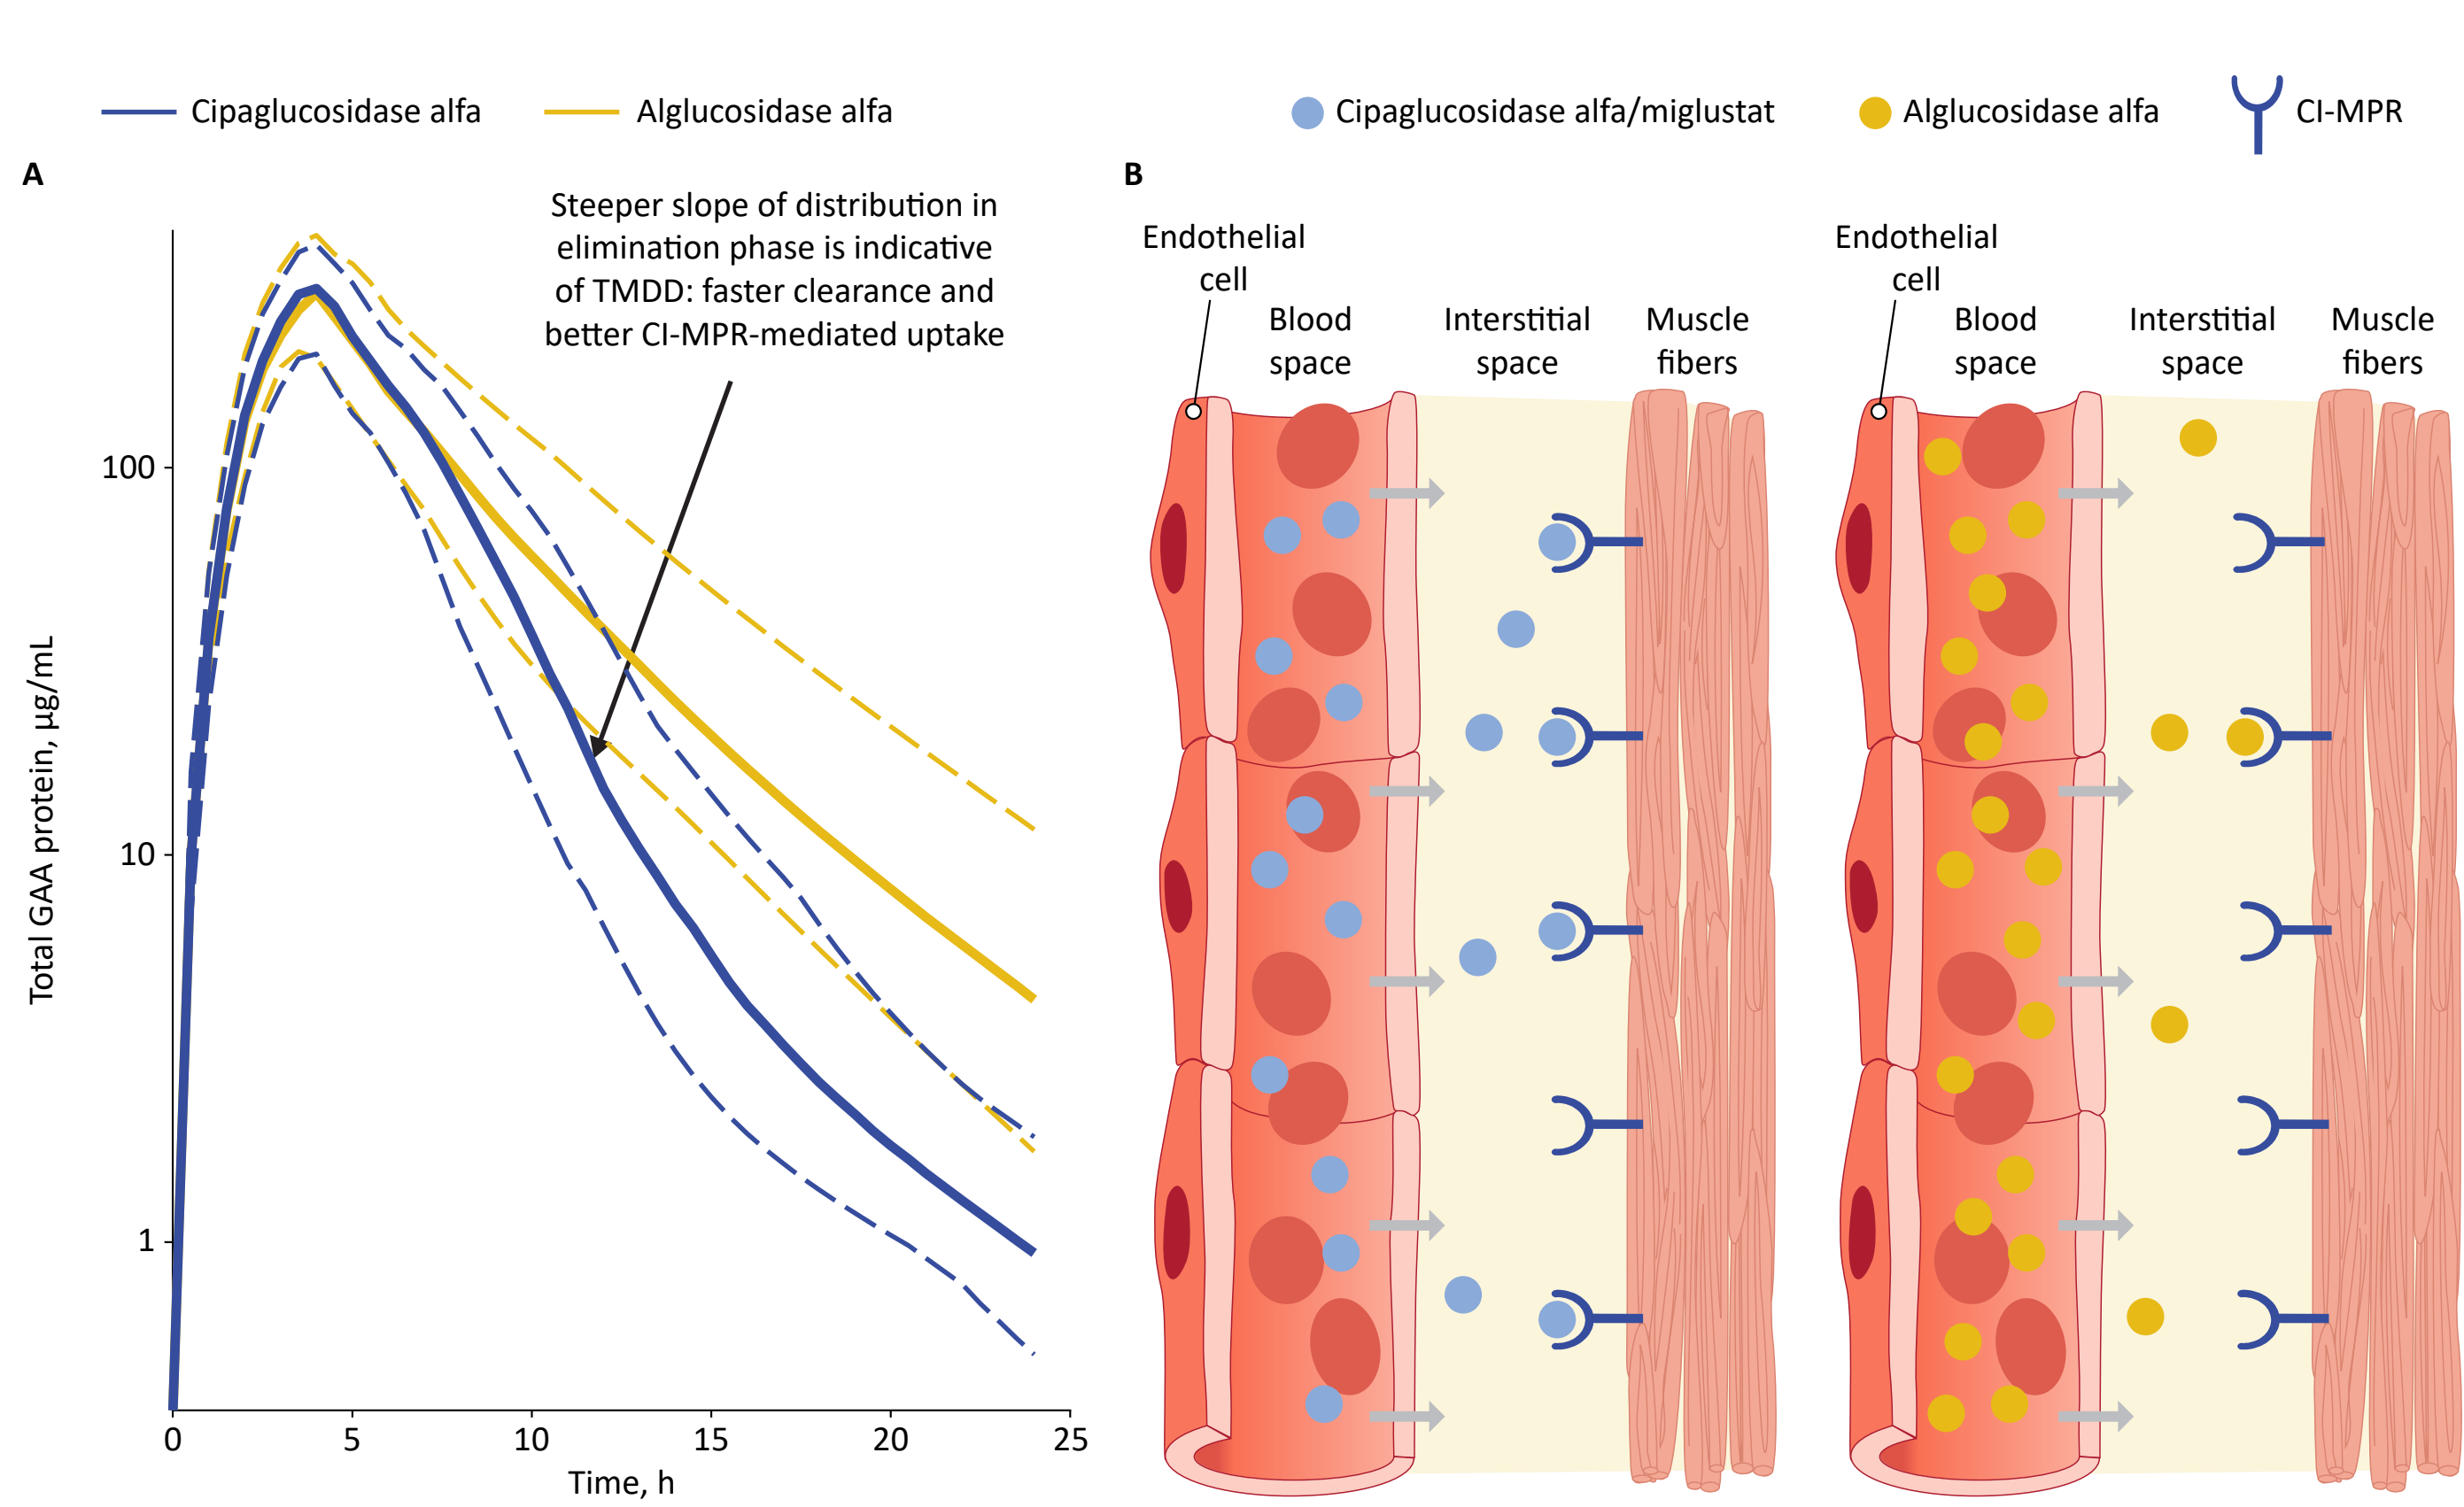 Cipaglucosidase alfa
Alglucosidase alfa
Cipaglucosidase alfa/miglustat
Alglucosidase alfa
CI-MPR
A
Steeper slope of distribution in
elimination phase is indicative
of TMDD: faster clearance and
better CI-MPR-mediated uptake
Total GAA protein, µg/mL
100
10
1
0
5
10
15
20
25
Time, h
B
Endothelial
cell
Blood
space
Interstitial
space
Muscle
fibers
Endothelial
cell
Blood
space
Interstitial
space
Muscle
fibers